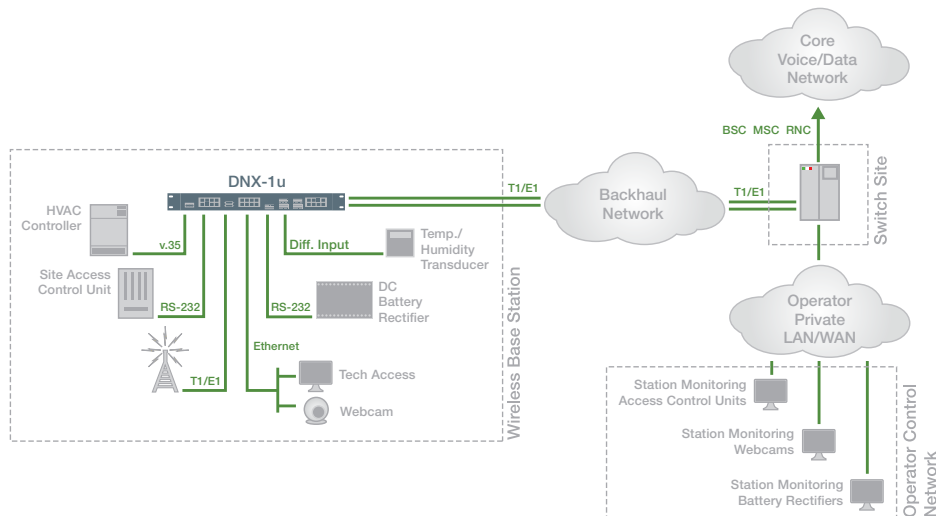 Core
Voice/Data
Network
BSC MSC RNC
DNX-1u
T1/E1
Backhaul
Network
T1/E1
Switch Site
HVAC
Controller
v.35
Diff. Input
Temp./
Humidity
Transducer
Site Access
Control Unit
RS-232
RS-232
DC
Battery
Rectifier
Operator
Private
LAN/WAN
Ethernet
T1/E1
Tech Access
Webcam
Wireless Base Station
Station Monitoring
Access Control Units
Station Monitoring
Webcams
Station Monitoring
Battery Rectifiers
Operator Control
Network